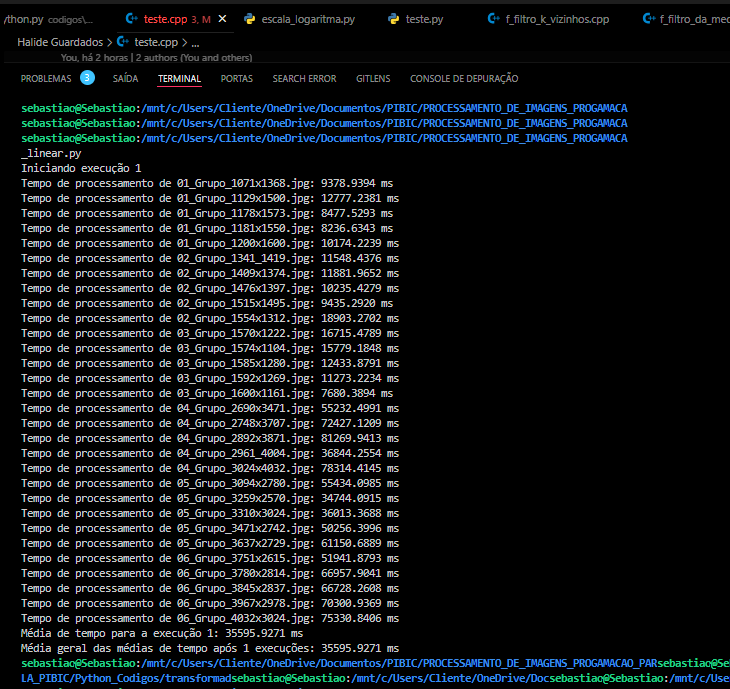 ython.py codigos\... teste.cpp 3, M × escala_logaritma.py teste.py f_filtro_k_vizinhos.cpp f_filtro_da_med
Halide Guardados > teste.cpp > ...
You, há 2 horas | 2 authors (You and others)
PROBLEMAS 3 SAÍDA TERMINAL PORTAS SEARCH ERROR GITLENS CONSOLE DE DEPURAÇÃO
sebastiao@Sebastiao:/mnt/c/Users/Cliente/OneDrive/Documentos/PIBIC/PROCESSAMENTO_DE_IMAGENS_PROGAMACA
sebastiao@Sebastiao:/mnt/c/Users/Cliente/OneDrive/Documentos/PIBIC/PROCESSAMENTO_DE_IMAGENS_PROGAMACA
sebastiao@Sebastiao:/mnt/c/Users/Cliente/OneDrive/Documentos/PIBIC/PROCESSAMENTO_DE_IMAGENS_PROGAMACA
_linear.py
Iniciando execução 1
Tempo de processamento de 01_Grupo_1071x1368.jpg: 9378.9394 ms
Tempo de processamento de 01_Grupo_1129x1500.jpg: 12777.2381 ms
Tempo de processamento de 01_Grupo_1178x1573.jpg: 8477.5293 ms
Tempo de processamento de 01_Grupo_1181x1550.jpg: 8236.6343 ms
Tempo de processamento de 01_Grupo_1200x1600.jpg: 10174.2239 ms
Tempo de processamento de 02_Grupo_1341_1419.jpg: 11548.4376 ms
Tempo de processamento de 02_Grupo_1409x1374.jpg: 11881.9652 ms
Tempo de processamento de 02_Grupo_1476x1397.jpg: 10235.4279 ms
Tempo de processamento de 02_Grupo_1515x1495.jpg: 9435.2920 ms
Tempo de processamento de 02_Grupo_1554x1312.jpg: 18903.2702 ms
Tempo de processamento de 03_Grupo_1570x1222.jpg: 16715.4789 ms
Tempo de processamento de 03_Grupo_1574x1104.jpg: 15779.1848 ms
Tempo de processamento de 03_Grupo_1585x1280.jpg: 12433.8791 ms
Tempo de processamento de 03_Grupo_1592x1269.jpg: 11273.2234 ms
Tempo de processamento de 03_Grupo_1600x1161.jpg: 7680.3894 ms
Tempo de processamento de 04_Grupo_2690x3471.jpg: 55232.4991 ms
Tempo de processamento de 04_Grupo_2748x3707.jpg: 72427.1209 ms
Tempo de processamento de 04_Grupo_2892x3871.jpg: 81269.9413 ms
Tempo de processamento de 04_Grupo_2961_4004.jpg: 36844.2554 ms
Tempo de processamento de 04_Grupo_3024x4032.jpg: 78314.4145 ms
Tempo de processamento de 05_Grupo_3094x2780.jpg: 55434.0985 ms
Tempo de processamento de 05_Grupo_3259x2570.jpg: 34744.0915 ms
Tempo de processamento de 05_Grupo_3310x3024.jpg: 36013.3688 ms
Tempo de processamento de 05_Grupo_3471x2742.jpg: 50256.3996 ms
Tempo de processamento de 05_Grupo_3637x2729.jpg: 61150.6889 ms
Tempo de processamento de 06_Grupo_3751x2615.jpg: 51941.8793 ms
Tempo de processamento de 06_Grupo_3780x2814.jpg: 66957.9041 ms
Tempo de processamento de 06_Grupo_3845x2837.jpg: 66728.2608 ms
Tempo de processamento de 06_Grupo_3967x2978.jpg: 70300.9369 ms
Tempo de processamento de 06_Grupo_4032x3024.jpg: 75330.8406 ms
Média de tempo para a execução 1: 35595.9271 ms
Média geral das médias de tempo após 1 execuções: 35595.9271 ms
sebastiao@Sebastiao:/mnt/c/Users/Cliente/OneDrive/Documentos/PIBIC/PROCESSAMENTO_DE_IMAGENS_PROGAMACAO_PARsebastiao@Se
LA_PIBIC/Python_Codigos/transformadsebastiao@Sebastiao:/mnt/c/Users/Cliente/OneDrive/Docsebastiao@Sebastiao:/mnt/c/Use